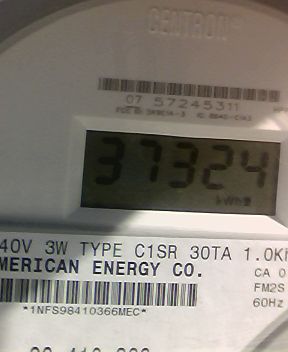 CENTRON
07 57245311
37324
kWh
40V 3W TYPE C1SR 30TA 1.0Kh
MERICAN ENERGY CO.
CA 0
FM2S
60Hz
*1NFS98410366MEC*